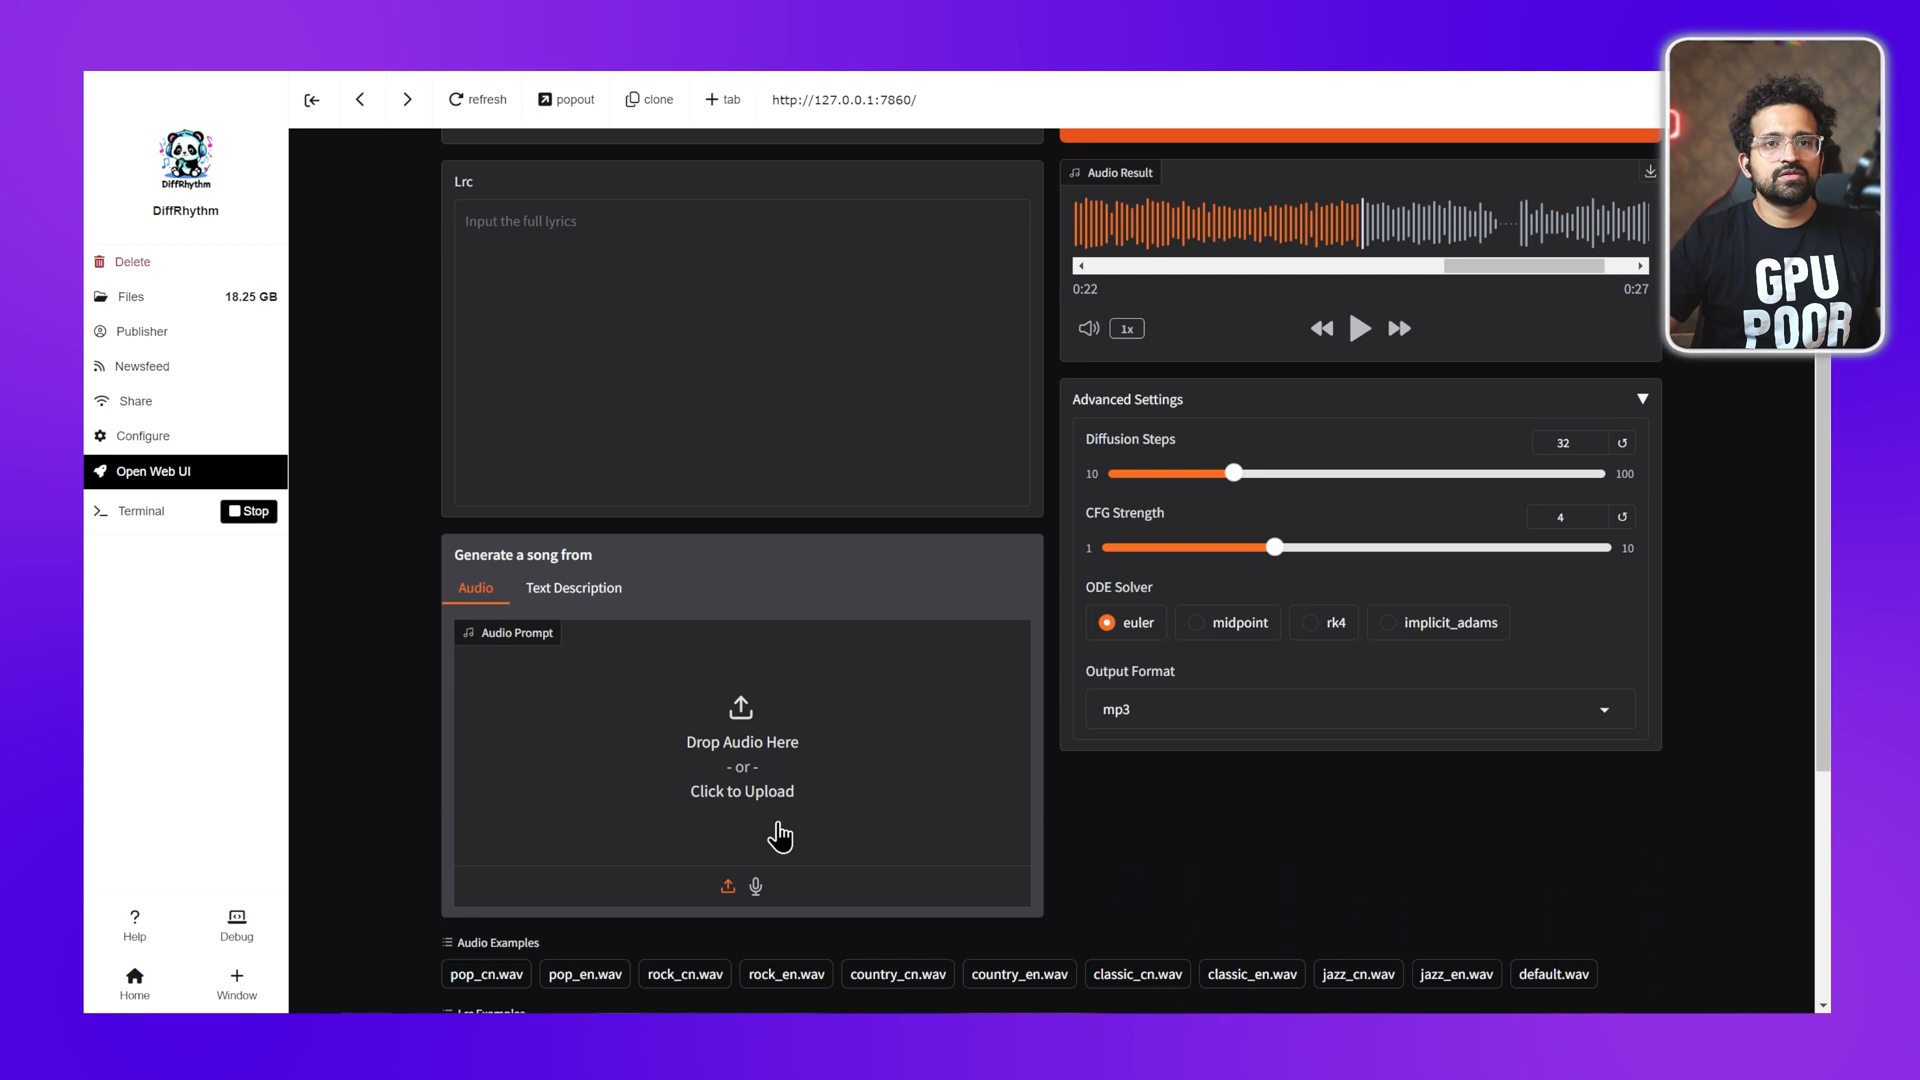 refresh
popout
clone
tab
http://127.0.0.1:7860/
DiffRhythm
DiffRhythm
Delete
Files 18.25 GB
Publisher
Newsfeed
Share
Configure
Open Web UI
Terminal Stop
? Help
Debug
Home
Window
Lrc
Input the full lyrics
Generate a song from
Audio Text Description
Audio Prompt
Drop Audio Here
- or -
Click to Upload
Audio Result
0:22 0:27
1x
Advanced Settings
Diffusion Steps 32
10 100
CFG Strength 4
1 10
ODE Solver
euler midpoint rk4 implicit_adams
Output Format
mp3
Audio Examples
pop_cn.wav pop_en.wav rock_cn.wav rock_en.wav country_cn.wav country_en.wav classic_cn.wav classic_en.wav jazz_cn.wav jazz_en.wav default.wav
GPU
POOR